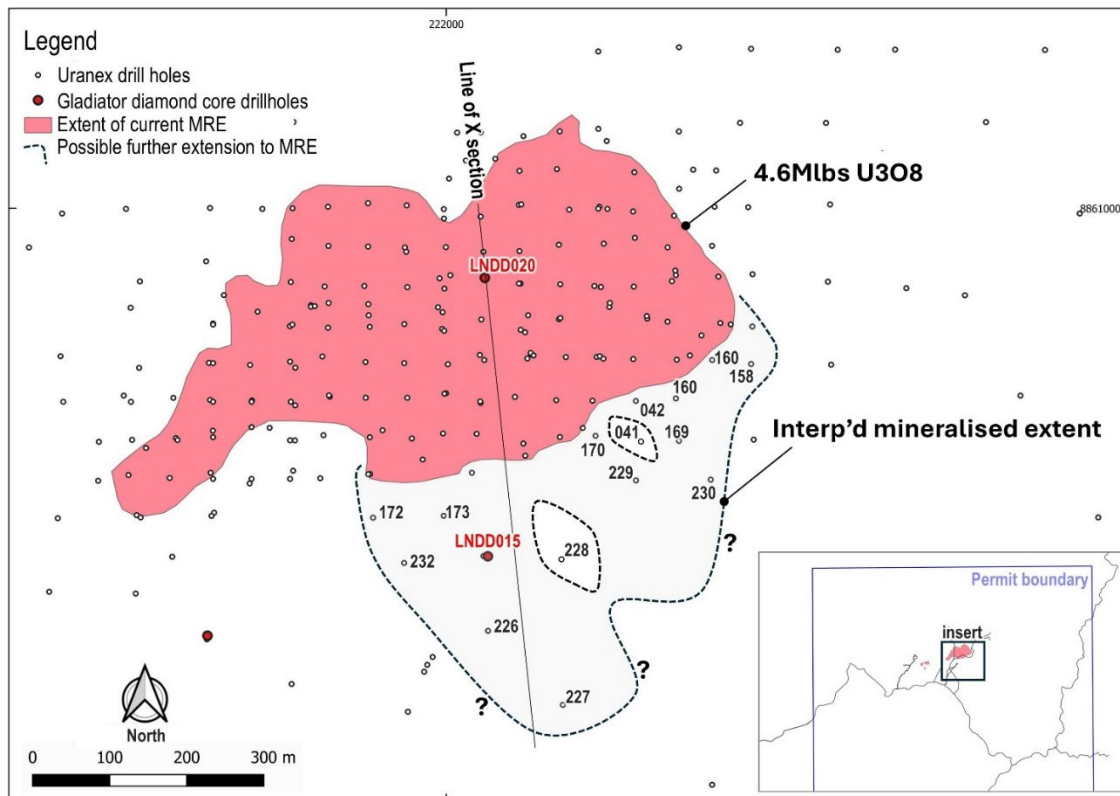 222000
Legend
Uranex drill holes
Gladiator diamond core drillholes
Extent of current MRE
Possible further extension to MRE
Line of X section
4.6Mlbs U3O8
8861000
LNDD020
160
158
160
042
041
169
170
Interp'd mineralised extent
229
230
172
173
?
LNDD015
228
232
Permit boundary
226
insert
?
227
?
North
0 100 200 300 m